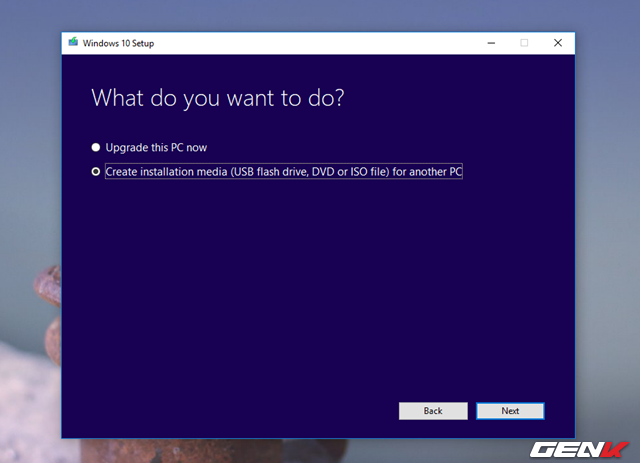 Windows 10 Setup
What do you want to do?
Upgrade this PC now
Create installation media (USB flash drive, DVD or ISO file) for another PC
Back
Next
GENK